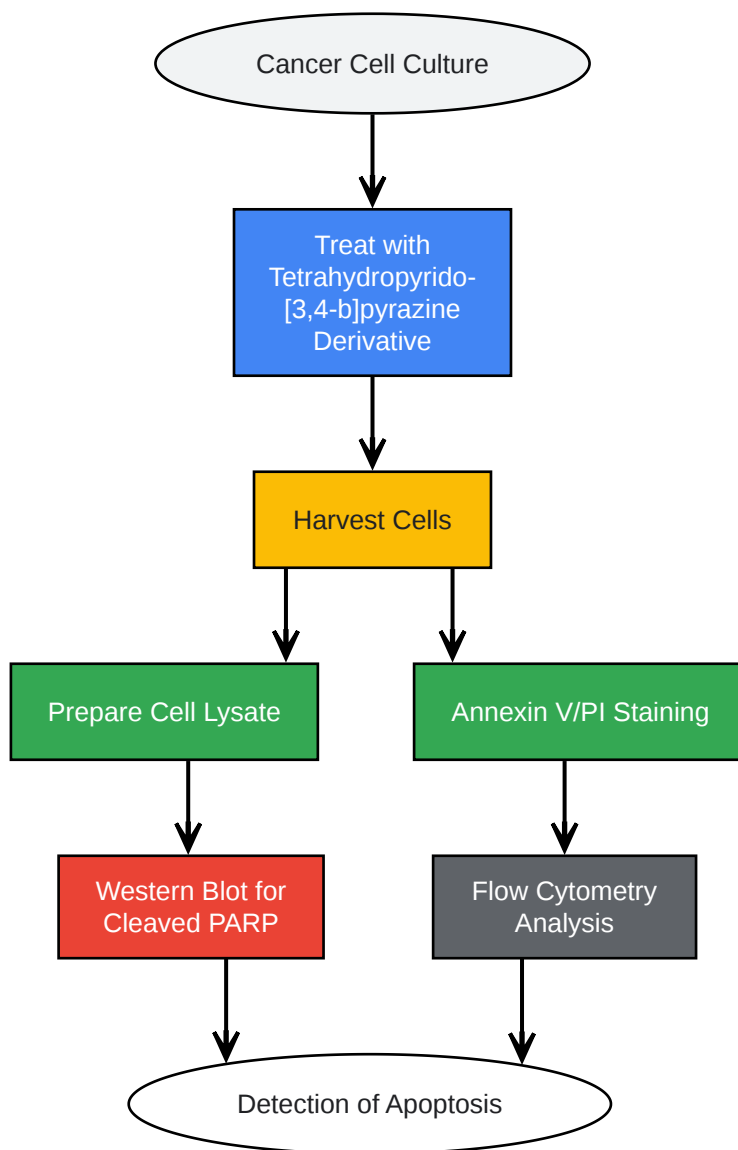 Cancer Cell Culture
Treat with
Tetrahydropyrido-
[3,4-b]pyrazine
Derivative
Harvest Cells
Prepare Cell Lysate
Annexin V/PI Staining
Western Blot for
Cleaved PARP
Flow Cytometry
Analysis
Detection of Apoptosis